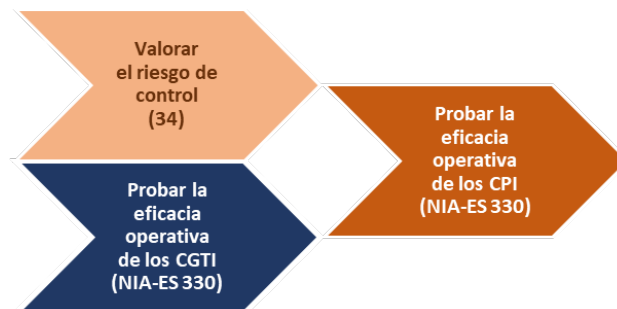 Valorar
el riesgo de
control
(34)
Probar la
eficacia
operativa
de los CGTI
(NIA-ES 330)
Probar la
eficacia
operativa
de los CPI
(NIA-ES 330)